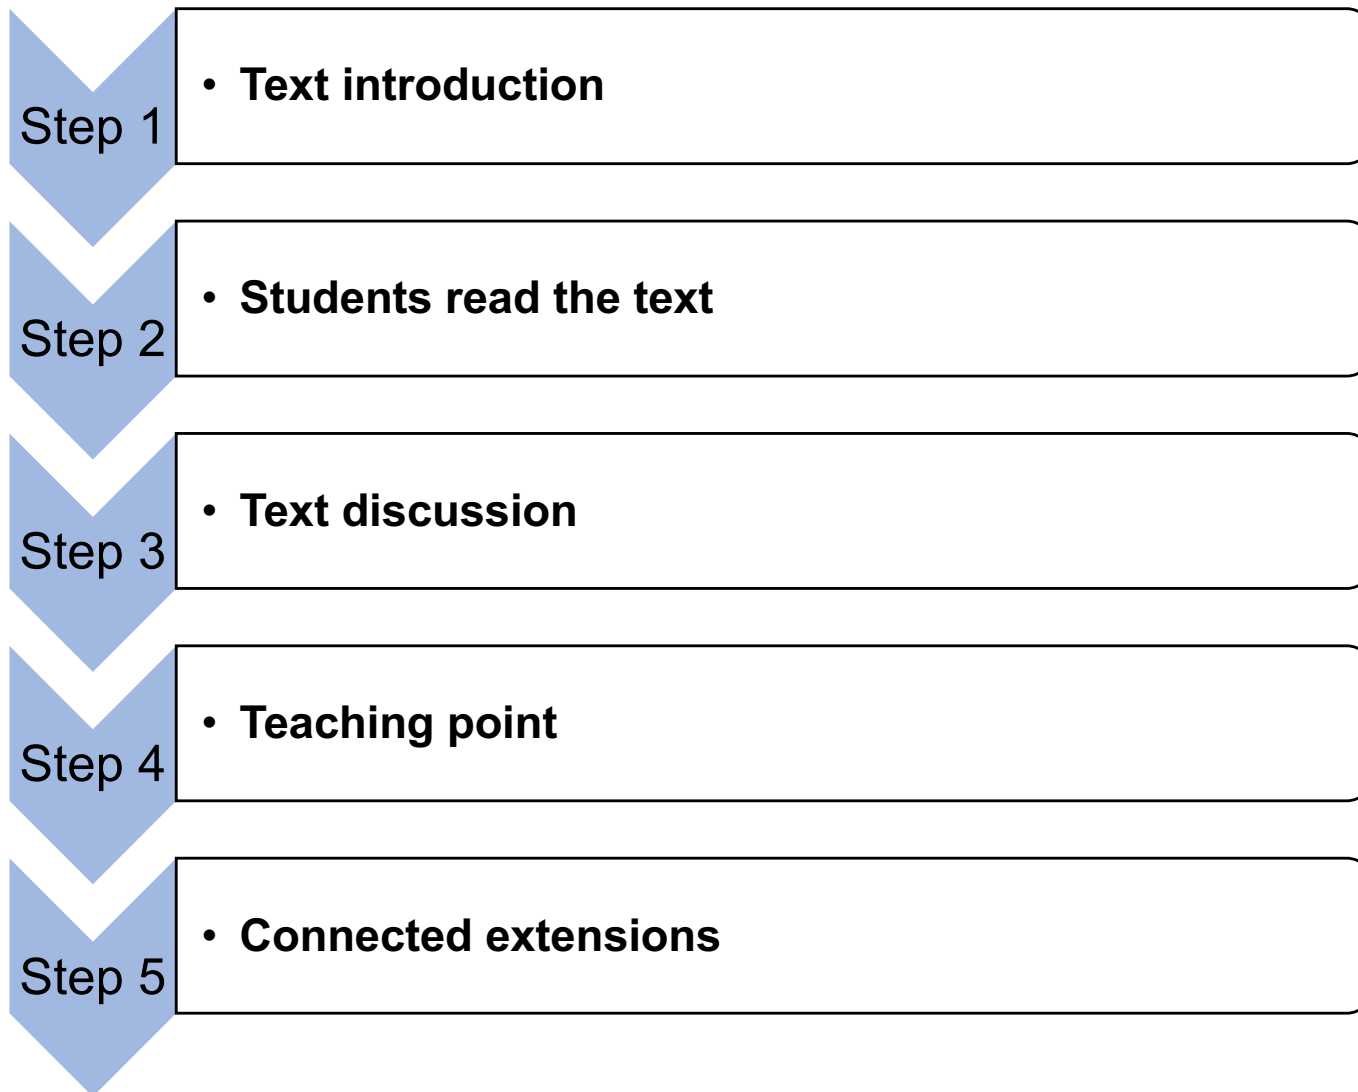 Step 1
• Text introduction
Step 2
• Students read the text
Step 3
• Text discussion
Step 4
• Teaching point
Step 5
• Connected extensions